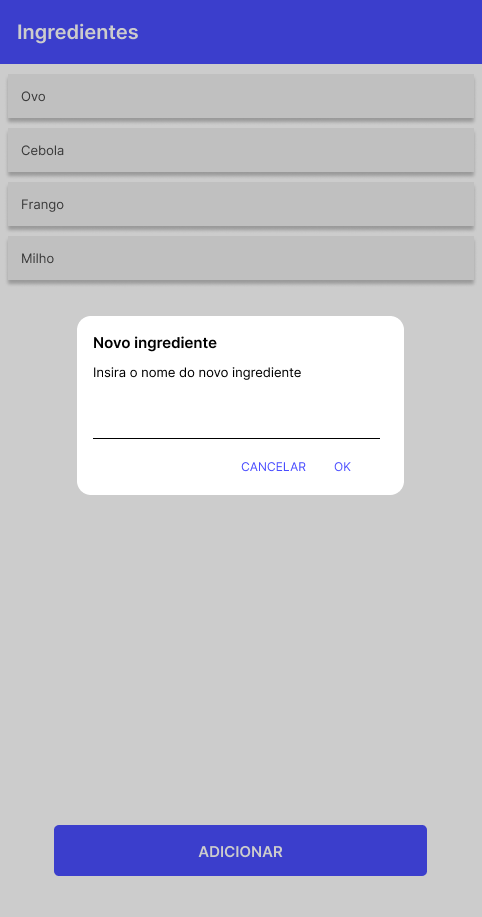 Ingredientes
Ovo
Cebola
Frango
Milho
Novo ingrediente
Insira o nome do novo ingrediente
CANCELAR OK
ADICIONAR